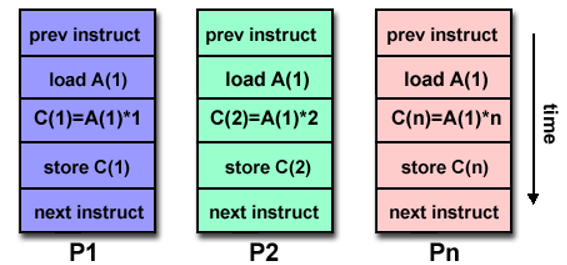 prev instruct
load A(1)
C(1)=A(1)*1
store C(1)
next instruct
P1
prev instruct
load A(1)
C(2)=A(1)*2
store C(2)
next instruct
P2
prev instruct
load A(1)
C(n)=A(1)*n
store C(n)
next instruct
Pn
time